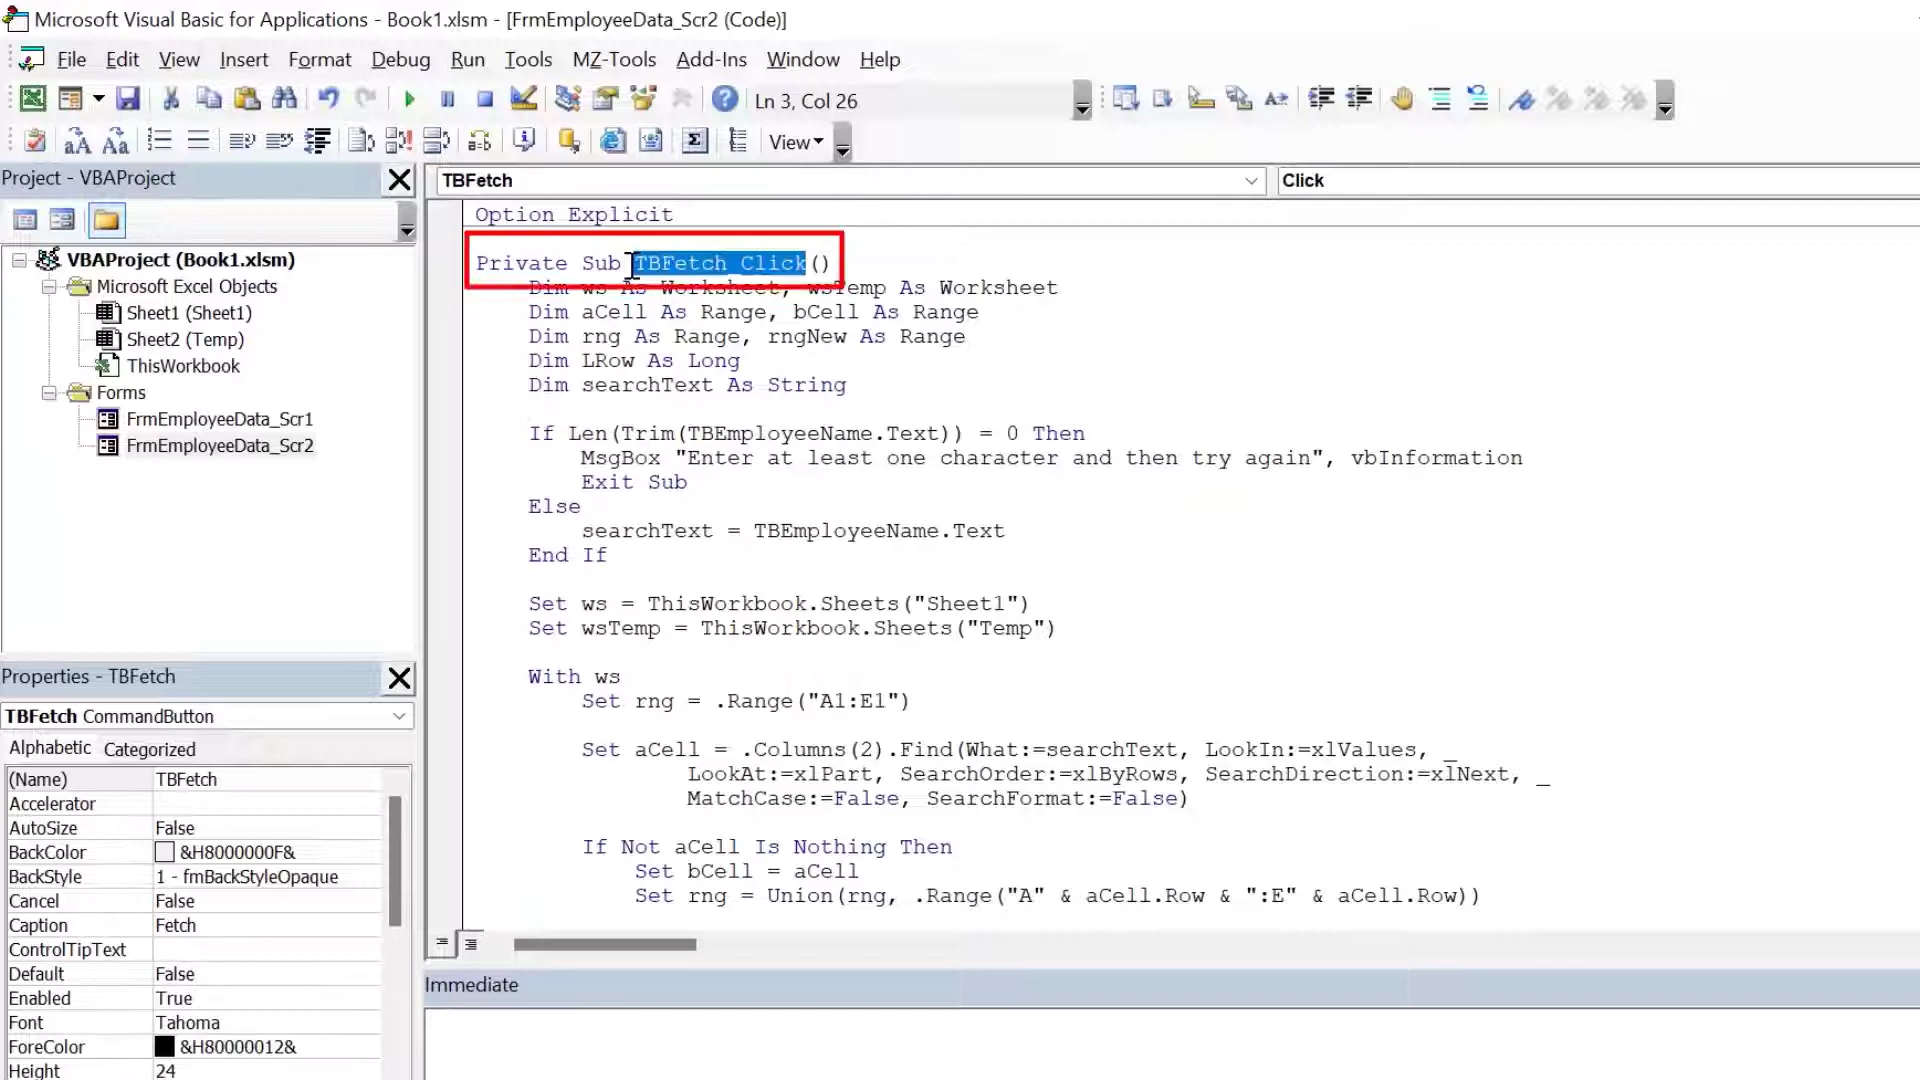 Microsoft Visual Basic for Applications - Book1.xlsm - [FrmEmployeeData_Scr2 (Code)]
File Edit View Insert Format Debug Run Tools MZ-Tools Add-Ins Window Help
Ln 3, Col 26
View
Project - VBAProject
TBFetch
Click
VBAProject (Book1.xlsm)
Microsoft Excel Objects
Sheet1 (Sheet1)
Sheet2 (Temp)
ThisWorkbook
Forms
FrmEmployeeData_Scr1
FrmEmployeeData_Scr2
Option Explicit
Private Sub TBFetch_Click()
Dim ws As Worksheet, wsTemp As Worksheet
Dim aCell As Range, bCell As Range
Dim rng As Range, rngNew As Range
Dim LRow As Long
Dim searchText As String
If Len(Trim(TBEmployeeName.Text)) = 0 Then
MsgBox "Enter at least one character and then try again", vbInformation
Exit Sub
Else
searchText = TBEmployeeName.Text
End If
Set ws = ThisWorkbook.Sheets("Sheet1")
Set wsTemp = ThisWorkbook.Sheets("Temp")
With ws
Set rng = .Range("A1:E1")
Set aCell = .Columns(2).Find(What:=searchText, LookIn:=xlValues, _
LookAt:=xlPart, SearchOrder:=xlByRows, SearchDirection:=xlNext, _
MatchCase:=False, SearchFormat:=False)
If Not aCell Is Nothing Then
Set bCell = aCell
Set rng = Union(rng, .Range("A" & aCell.Row & ":E" & aCell.Row))
Properties - TBFetch
TBFetch CommandButton
Alphabetic Categorized
(Name) TBFetch
Accelerator
AutoSize False
BackColor &H8000000F&
BackStyle 1 - fmBackStyleOpaque
Cancel False
Caption Fetch
ControlTipText
Default False
Enabled True
Font Tahoma
ForeColor &H80000012&
Height 24
Immediate